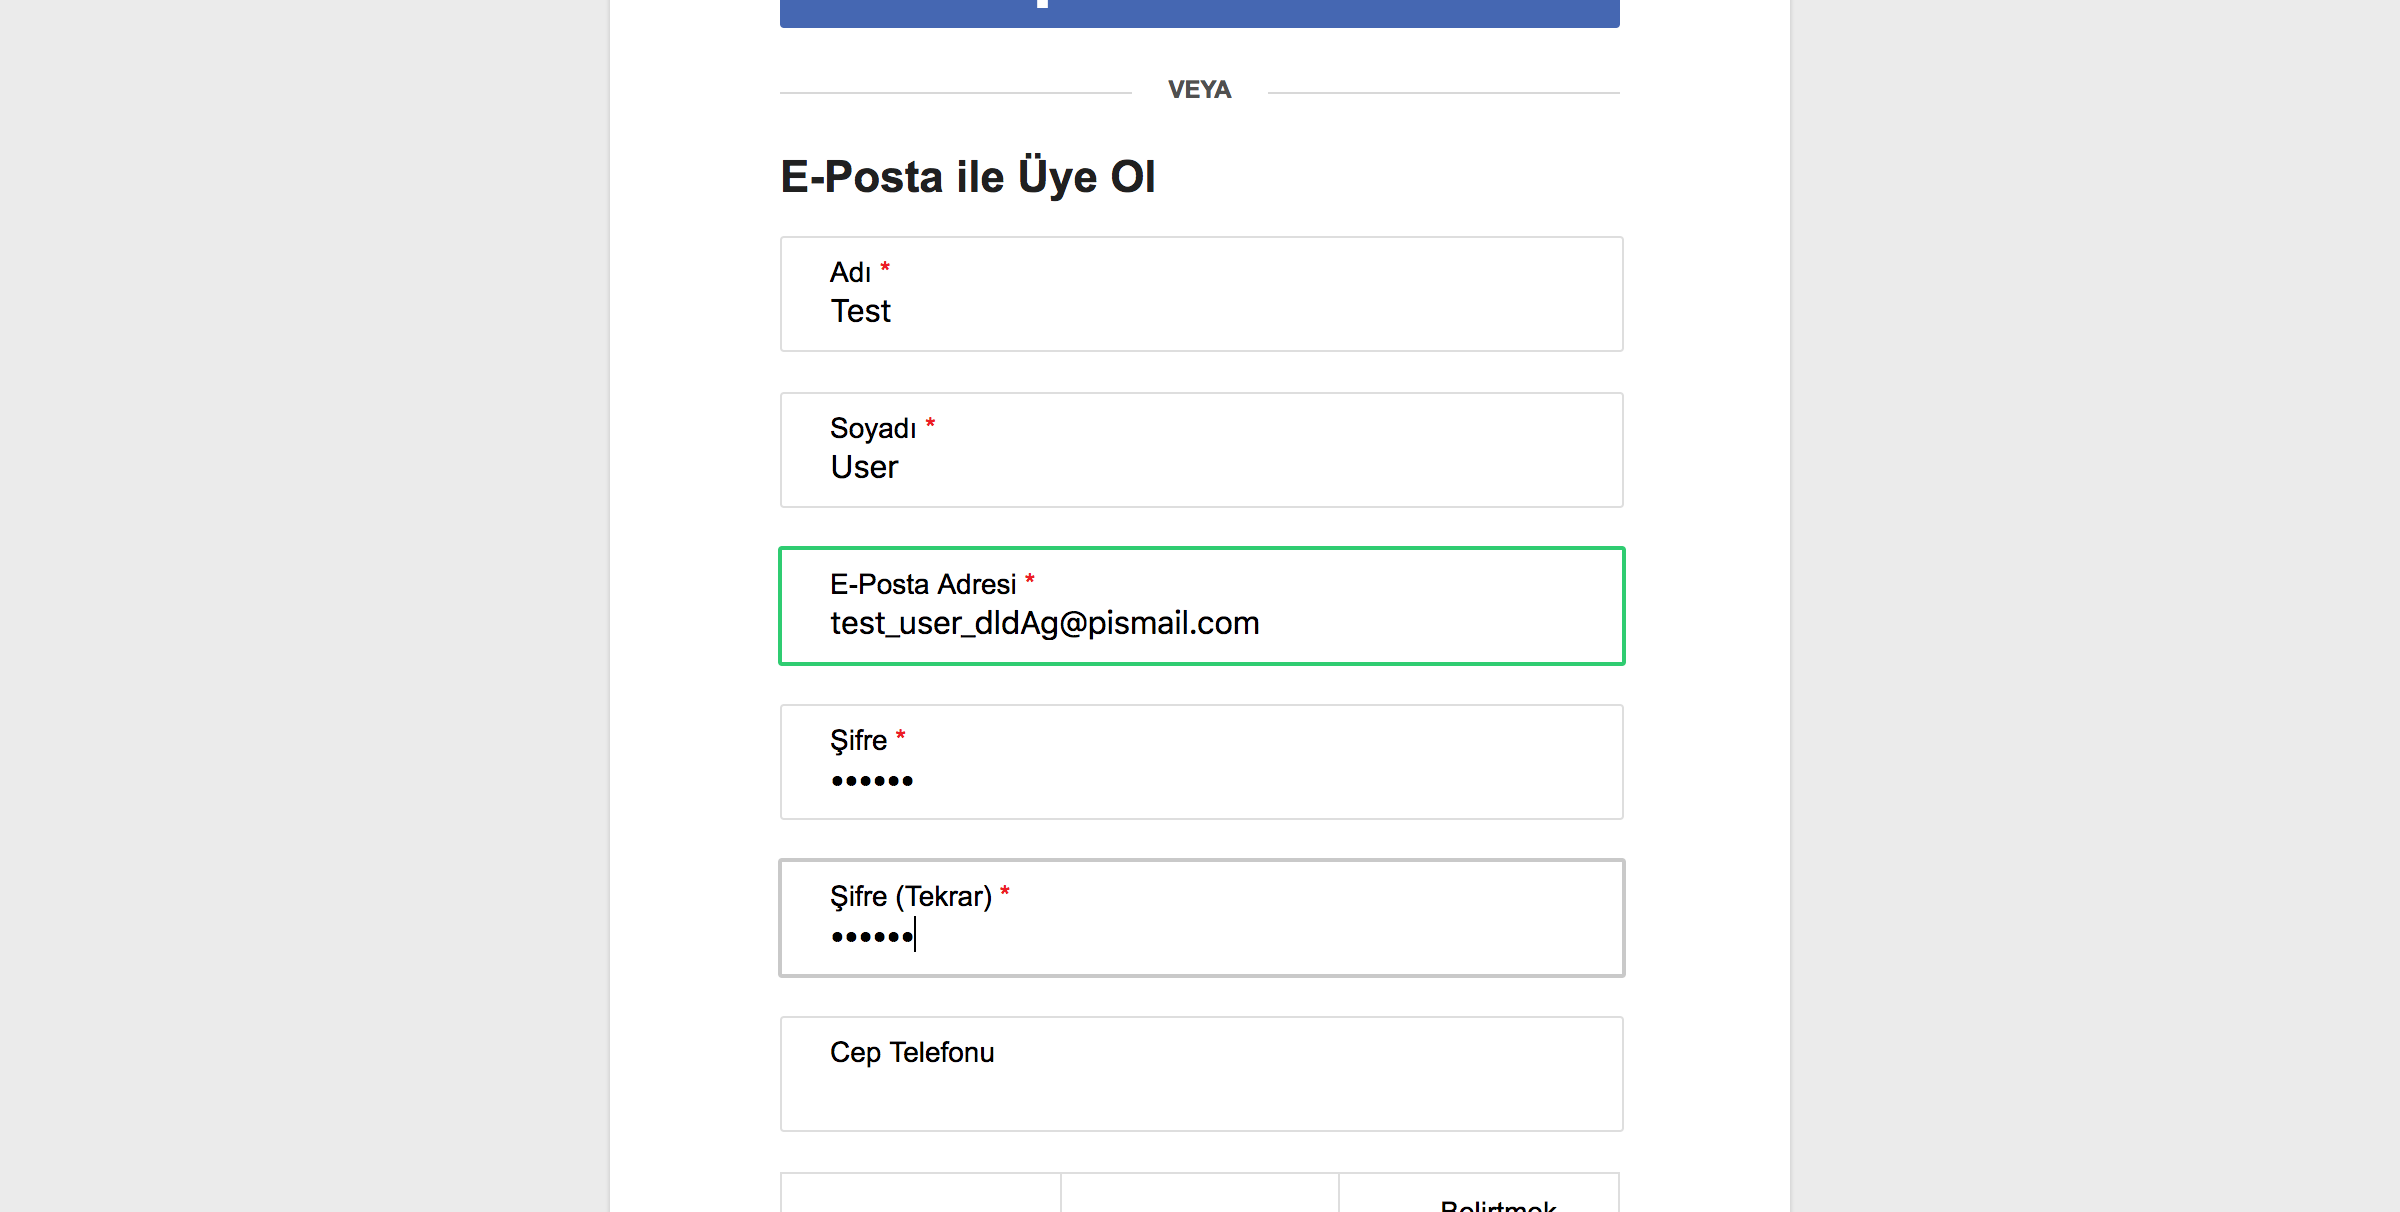 VEYA
E-Posta ile Üye Ol
Adı *
Test
Soyadı *
User
E-Posta Adresi *
test_user_dldAg@pismail.com
Şifre *
••••••
Şifre (Tekrar) *
••••••
Cep Telefonu
Belirtmek